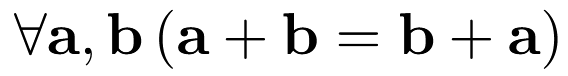 ∀𝐚, 𝐛 (𝐚 + 𝐛 = 𝐛 + 𝐚)